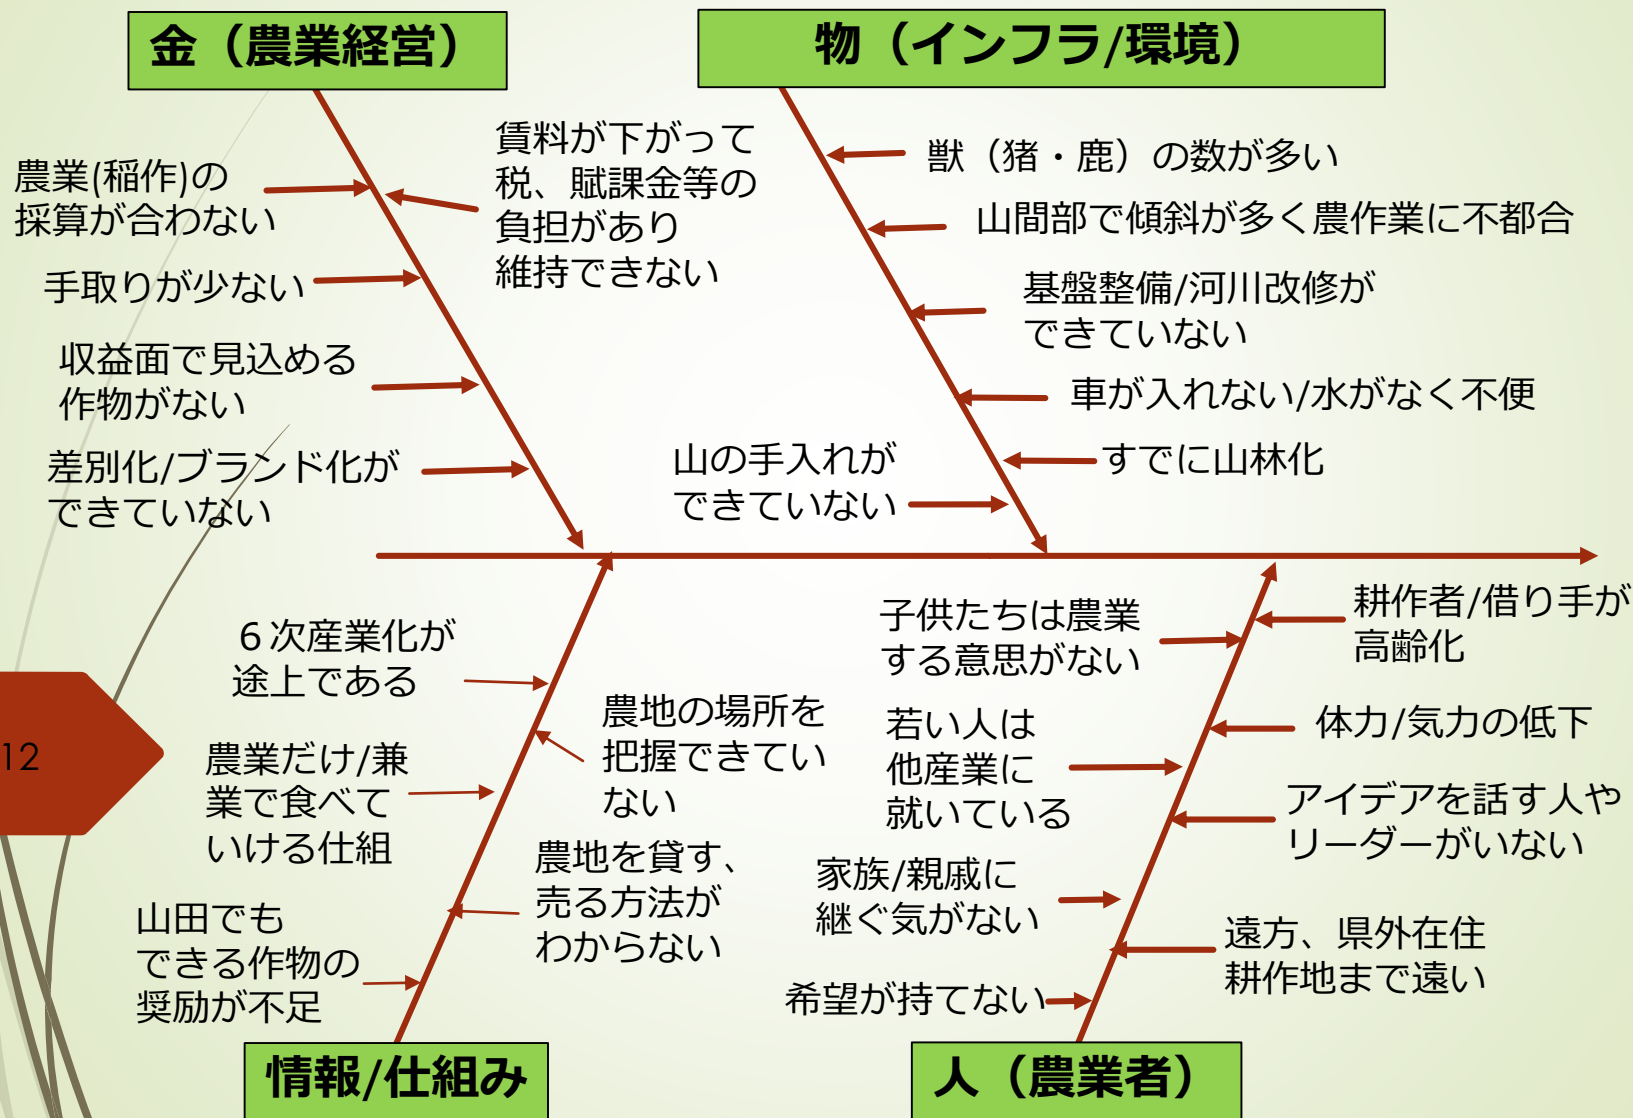 金（農業経営）
農業(稲作)の
採算が合わない
賃料が下がって
税、賦課金等の
負担があり
維持できない
手取りが少ない
収益面で見込める
作物がない
差別化/ブランド化が
できていない
物（インフラ/環境）
獣（猪・鹿）の数が多い
山間部で傾斜が多く農作業に不都合
基盤整備/河川改修が
できていない
車が入れない/水がなく不便
すでに山林化
山の手入れが
できていない
６次産業化が
途上である
農地の場所を
把握できてい
ない
農業だけ/兼
業で食べて
いける仕組
農地を貸す、
売る方法が
わからない
山田でも
できる作物の
奨励が不足
情報/仕組み
子供たちは農業
する意思がない
耕作者/借り手が
高齢化
若い人は
他産業に
就いている
体力/気力の低下
アイデアを話す人や
リーダーがいない
家族/親戚に
継ぐ気がない
遠方、県外在住
耕作地まで遠い
希望が持てない
人（農業者）
12